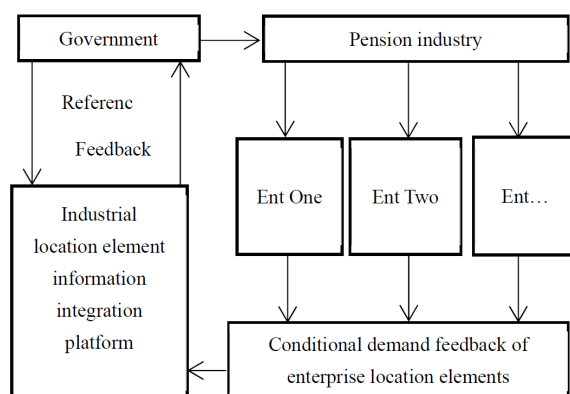 Government
Pension industry
Referenc
Feedback
Ent One
Ent Two
Ent…
Industrial
location element
information
integration
platform
Conditional demand feedback of
enterprise location elements